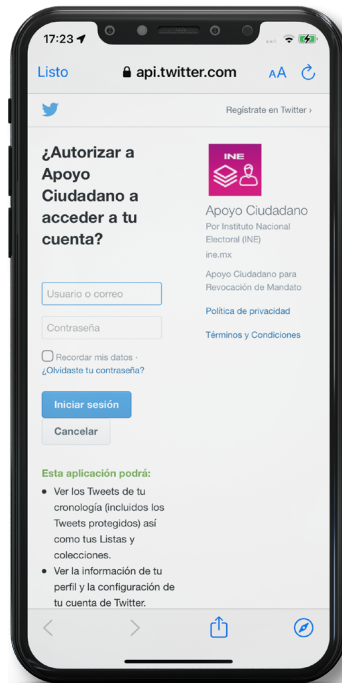 17:23
Listo
api.twitter.com
AA
Regístrate en Twitter ›
¿Autorizar a
Apoyo
Ciudadano a
acceder a tu
cuenta?
Usuario o correo
Contraseña
Recordar mis datos ·
¿Olvidaste tu contraseña?
Iniciar sesión
Cancelar
INE
Apoyo Ciudadano
Por Instituto Nacional
Electoral (INE)
ine.mx
Apoyo Ciudadano para
Revocación de Mandato
Política de privacidad
Términos y Condiciones
Esta aplicación podrá:
• Ver los Tweets de tu
cronología (incluidos los
Tweets protegidos) así
como tus Listas y
colecciones.
• Ver la información de tu
perfil y la configuración de
tu cuenta de Twitter.